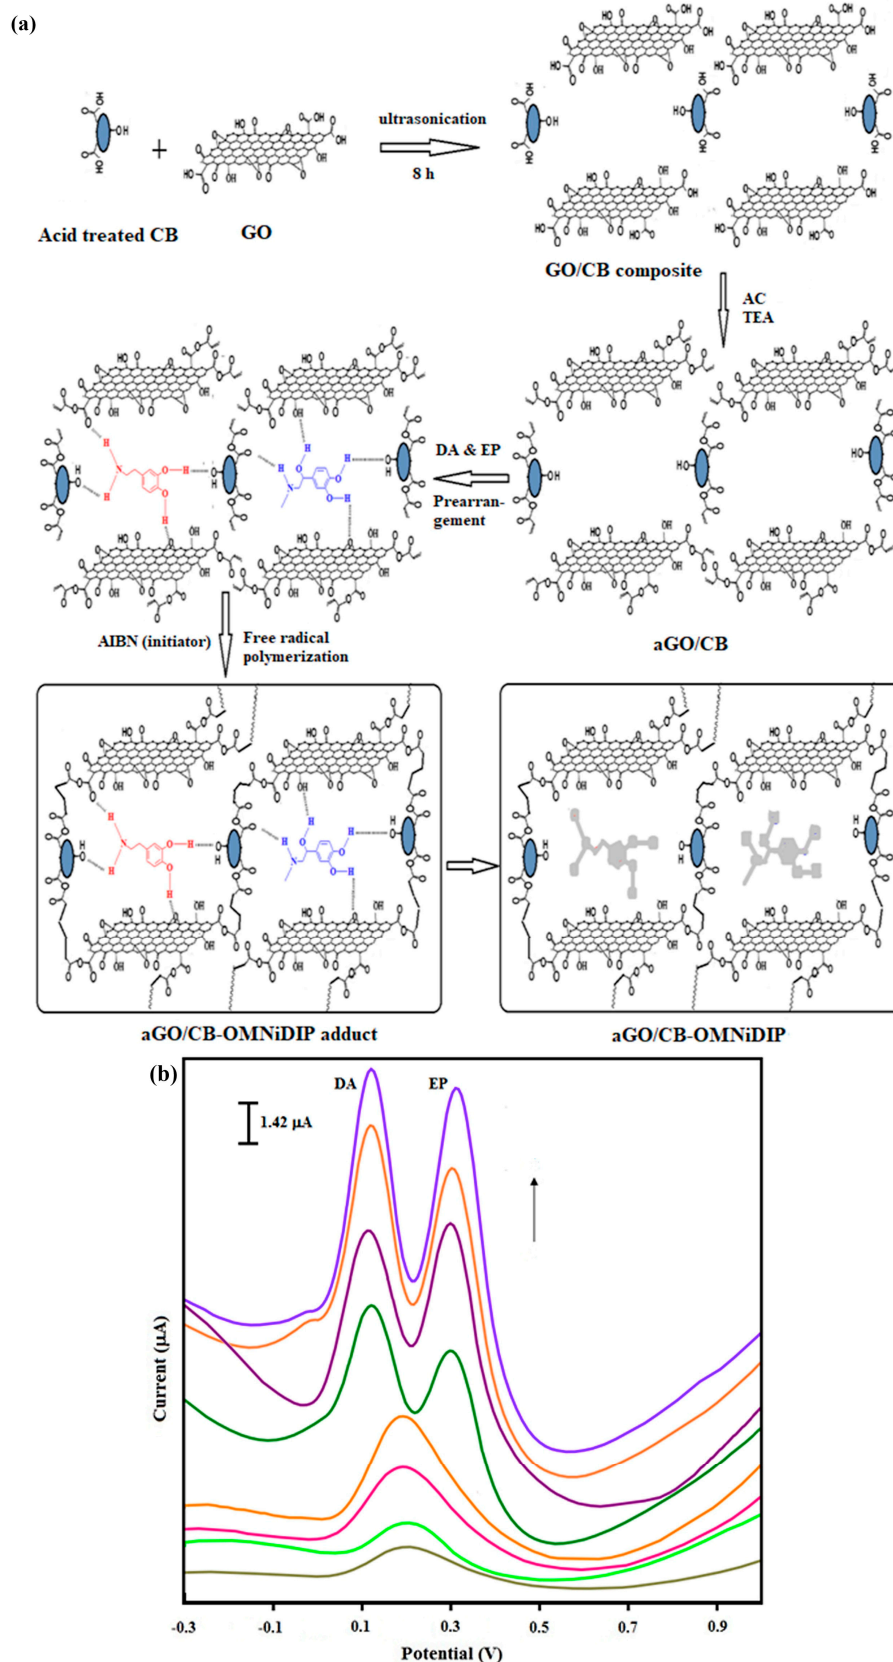 (a)
ultrasonication
8 h
+
Acid treated CB
GO
GO/CB composite
AC
TEA
DA & EP
Prearran-
gement
aGO/CB
AIBN (initiator)
Free radical
polymerization
aGO/CB-OMNiDIP adduct
aGO/CB-OMNiDIP
(b)
DA
EP
1.42 µA
Current (µA)
-0.3
-0.1
0.1
0.3
0.5
0.7
0.9
Potential (V)